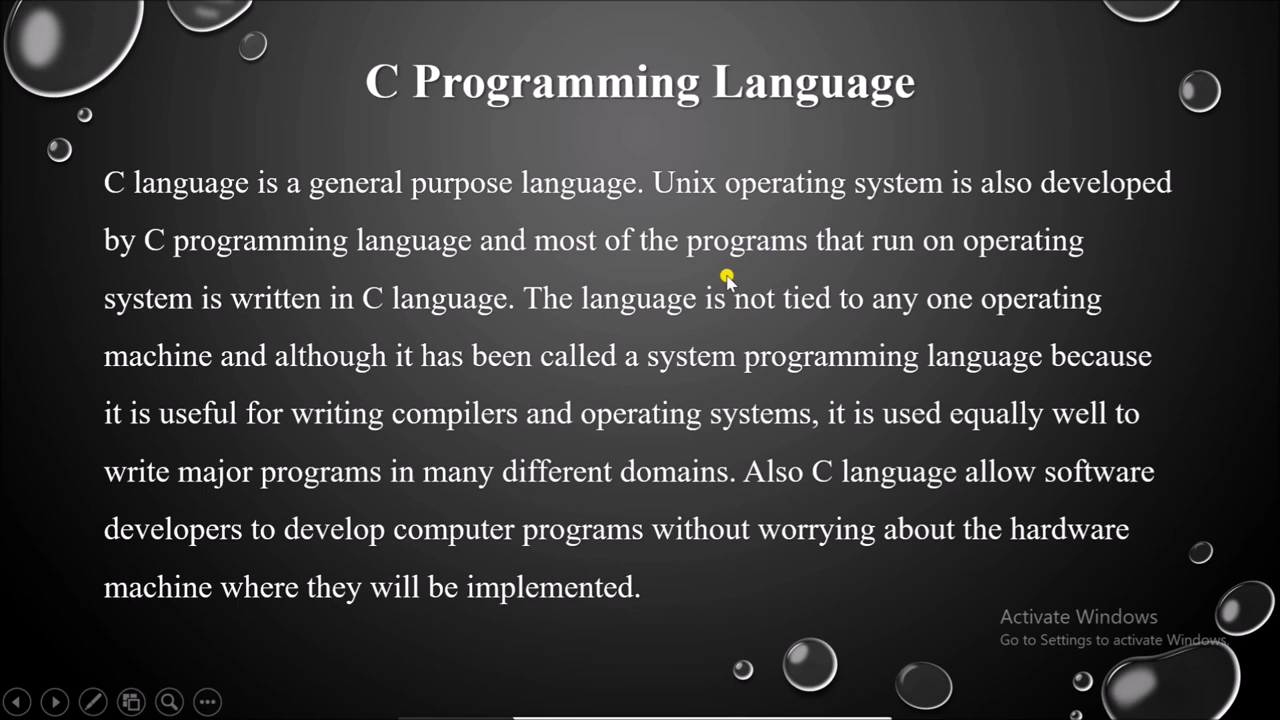 C Programming Language
C language is a general purpose language. Unix operating system is also developed
by C programming language and most of the programs that run on operating
system is written in C language. The language is not tied to any one operating
machine and although it has been called a system programming language because
it is useful for writing compilers and operating systems, it is used equally well to
write major programs in many different domains. Also C language allow software
developers to develop computer programs without worrying about the hardware
machine where they will be implemented.
Activate Windows
Go to Settings to activate Windows.